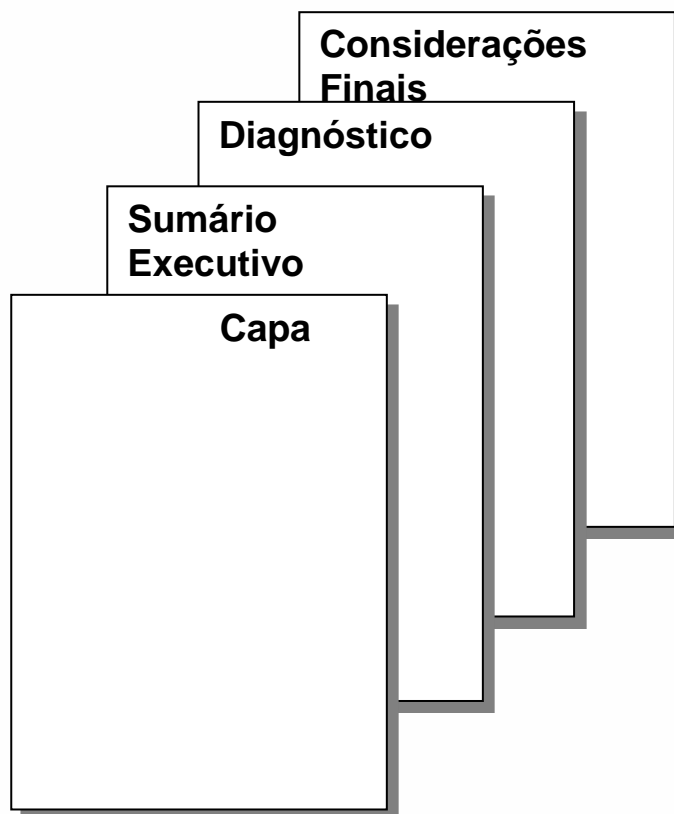 Considerações
Finais
Diagnóstico
Sumário
Executivo
Capa